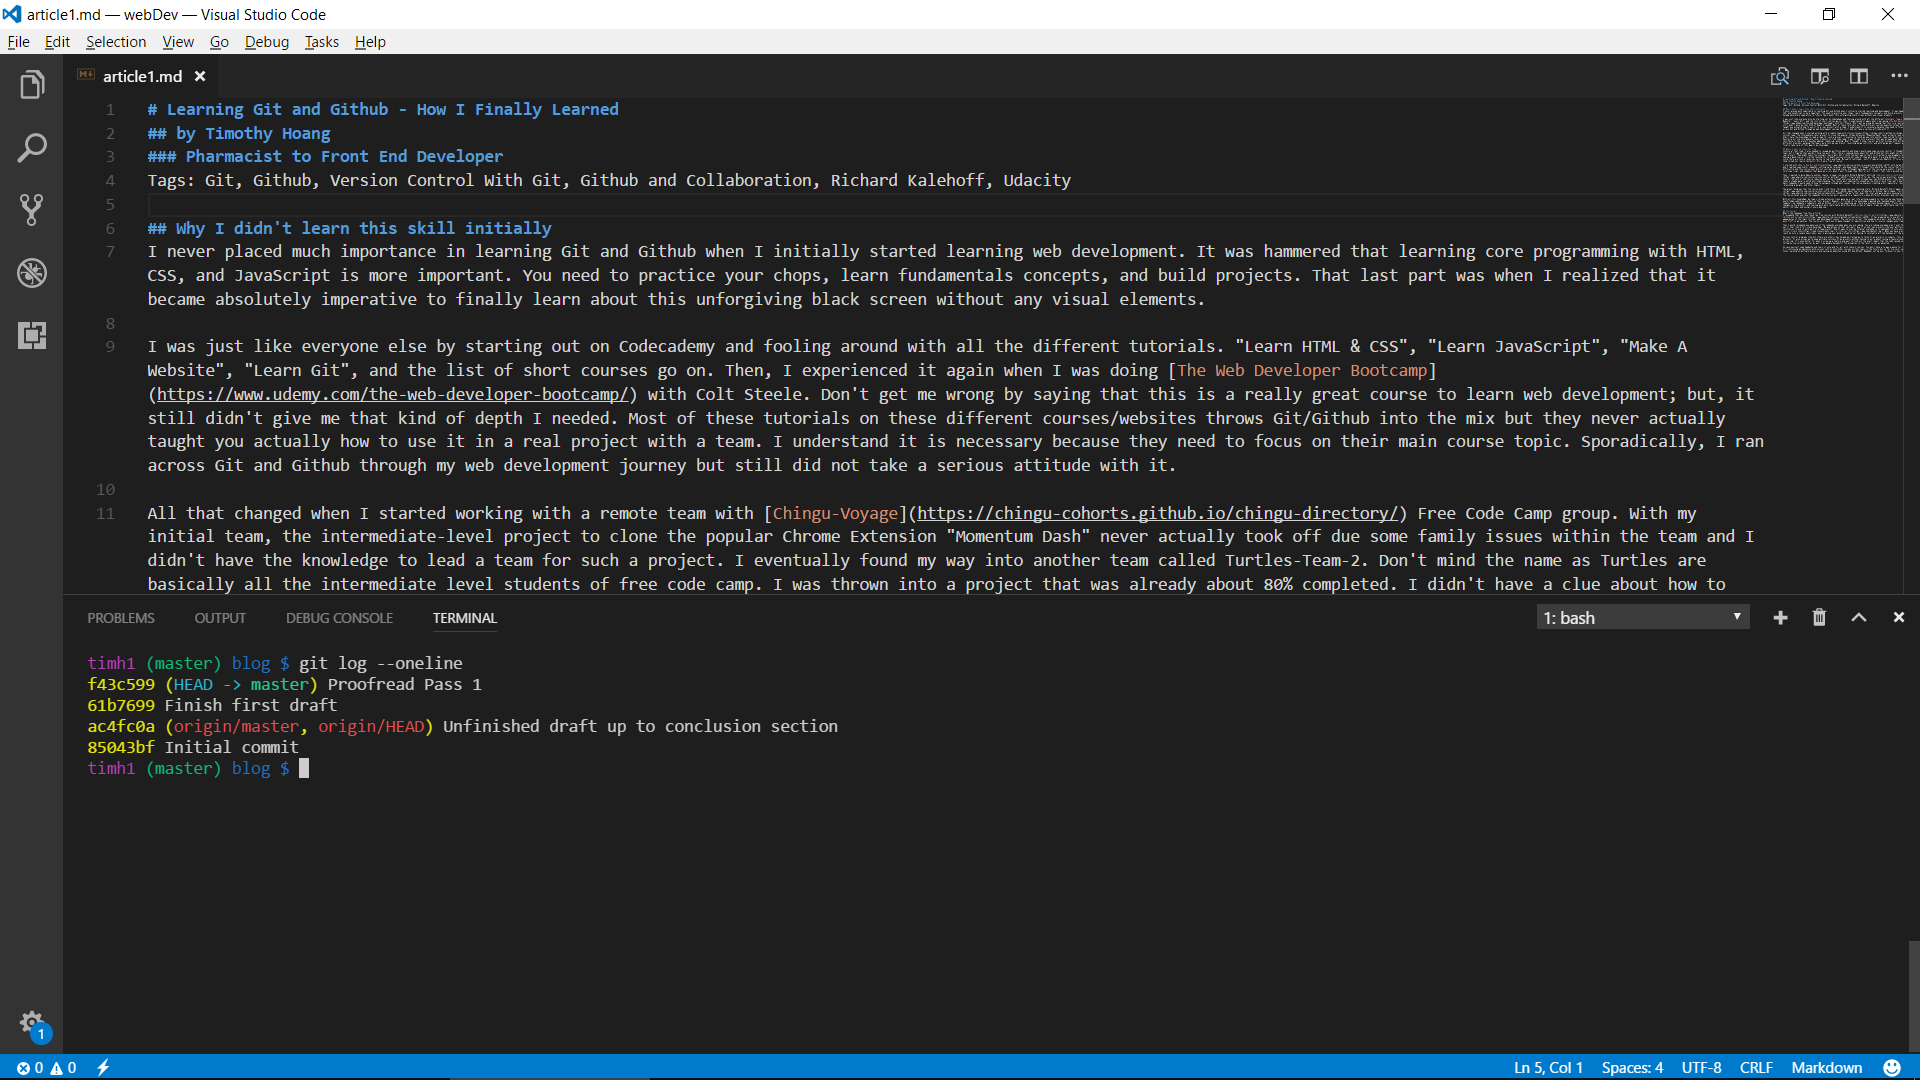 article1.md — webDev — Visual Studio Code
File Edit Selection View Go Debug Tasks Help
M↓ article1.md
1 # Learning Git and Github - How I Finally Learned
2 ## by Timothy Hoang
3 ### Pharmacist to Front End Developer
4 Tags: Git, Github, Version Control With Git, Github and Collaboration, Richard Kalehoff, Udacity
5
6 ## Why I didn't learn this skill initially
7 I never placed much importance in learning Git and Github when I initially started learning web development. It was hammered that learning core programming with HTML,
CSS, and JavaScript is more important. You need to practice your chops, learn fundamentals concepts, and build projects. That last part was when I realized that it
became absolutely imperative to finally learn about this unforgiving black screen without any visual elements.
8
9 I was just like everyone else by starting out on Codecademy and fooling around with all the different tutorials. "Learn HTML & CSS", "Learn JavaScript", "Make A
Website", "Learn Git", and the list of short courses go on. Then, I experienced it again when I was doing [The Web Developer Bootcamp]
(https://www.udemy.com/the-web-developer-bootcamp/) with Colt Steele. Don't get me wrong by saying that this is a really great course to learn web development; but, it
still didn't give me that kind of depth I needed. Most of these tutorials on these different courses/websites throws Git/Github into the mix but they never actually
taught you actually how to use it in a real project with a team. I understand it is necessary because they need to focus on their main course topic. Sporadically, I ran
across Git and Github through my web development journey but still did not take a serious attitude with it.
10
11 All that changed when I started working with a remote team with [Chingu-Voyage](https://chingu-cohorts.github.io/chingu-directory/) Free Code Camp group. With my
initial team, the intermediate-level project to clone the popular Chrome Extension "Momentum Dash" never actually took off due some family issues within the team and I
didn't have the knowledge to lead a team for such a project. I eventually found my way into another team called Turtles-Team-2. Don't mind the name as Turtles are
basically all the intermediate level students of free code camp. I was thrown into a project that was already about 80% completed. I didn't have a clue about how to
PROBLEMS OUTPUT DEBUG CONSOLE TERMINAL 1: bash
timh1 (master) blog $ git log --oneline
f43c599 (HEAD -> master) Proofread Pass 1
61b7699 Finish first draft
ac4fc0a (origin/master, origin/HEAD) Unfinished draft up to conclusion section
85043bf Initial commit
timh1 (master) blog $
1
0 0 Ln 5, Col 1 Spaces: 4 UTF-8 CRLF Markdown